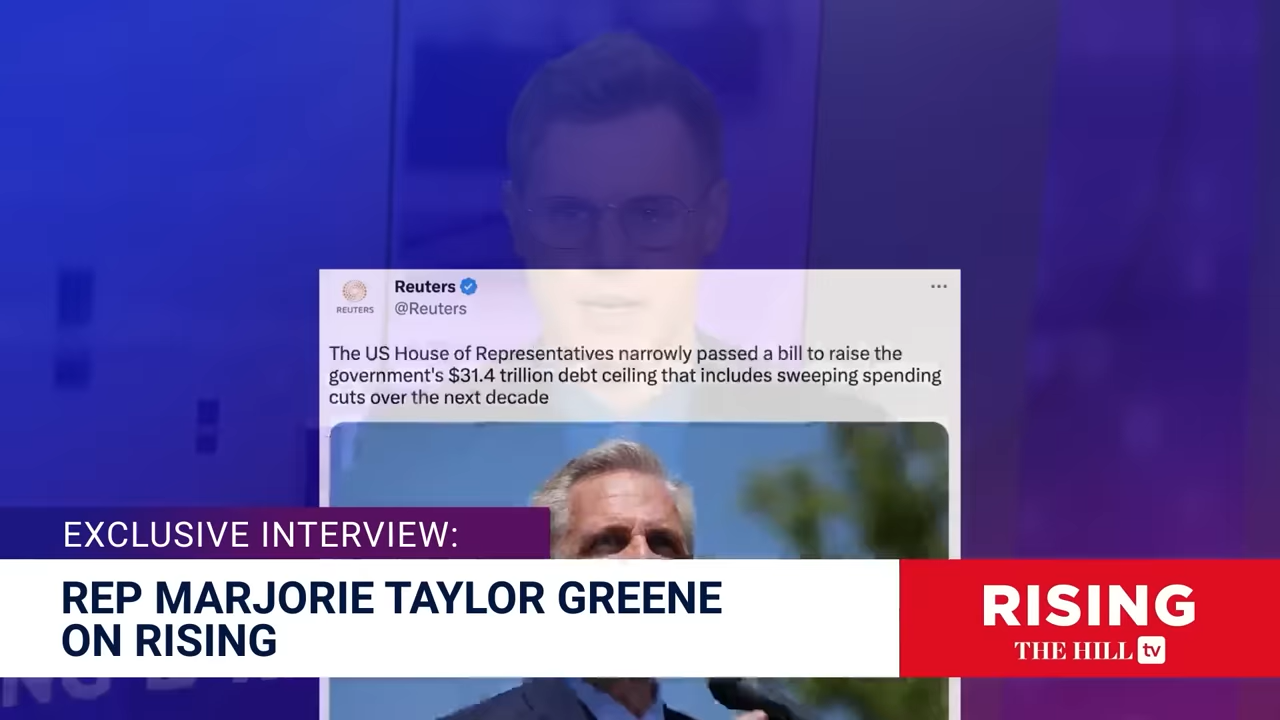 REUTERS
Reuters
@Reuters
The US House of Representatives narrowly passed a bill to raise the
government's $31.4 trillion debt ceiling that includes sweeping spending
cuts over the next decade
EXCLUSIVE INTERVIEW:
REP MARJORIE TAYLOR GREENE
ON RISING
RISING
THE HILL tv